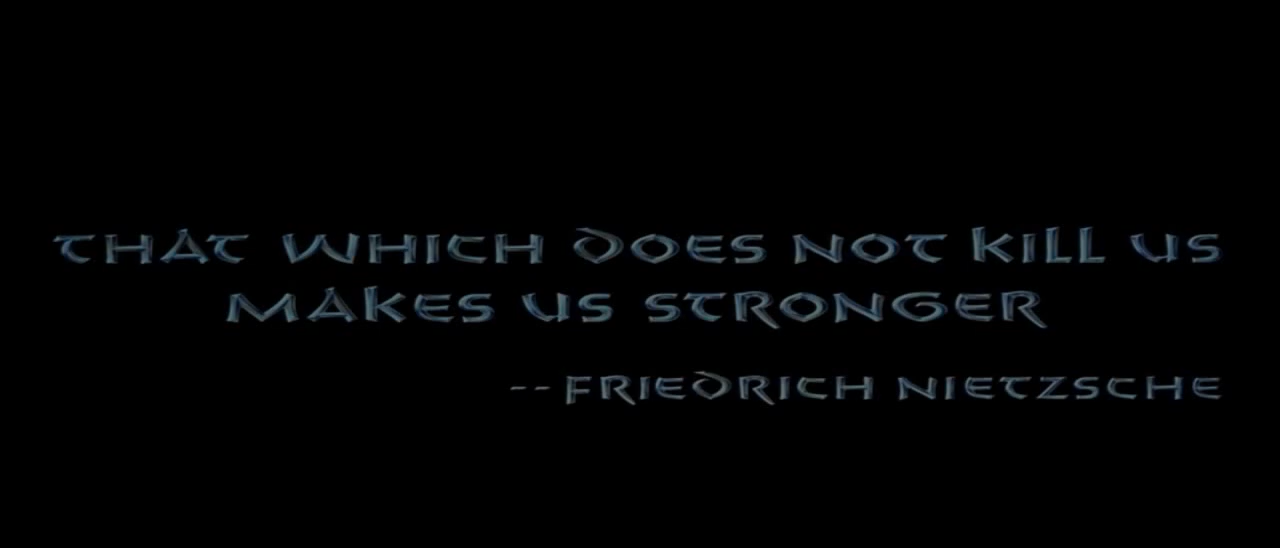 THAT WHICH DOES NOT KILL US
MAKES US STRONGER
--FRIEDRICH NIETZSCHE